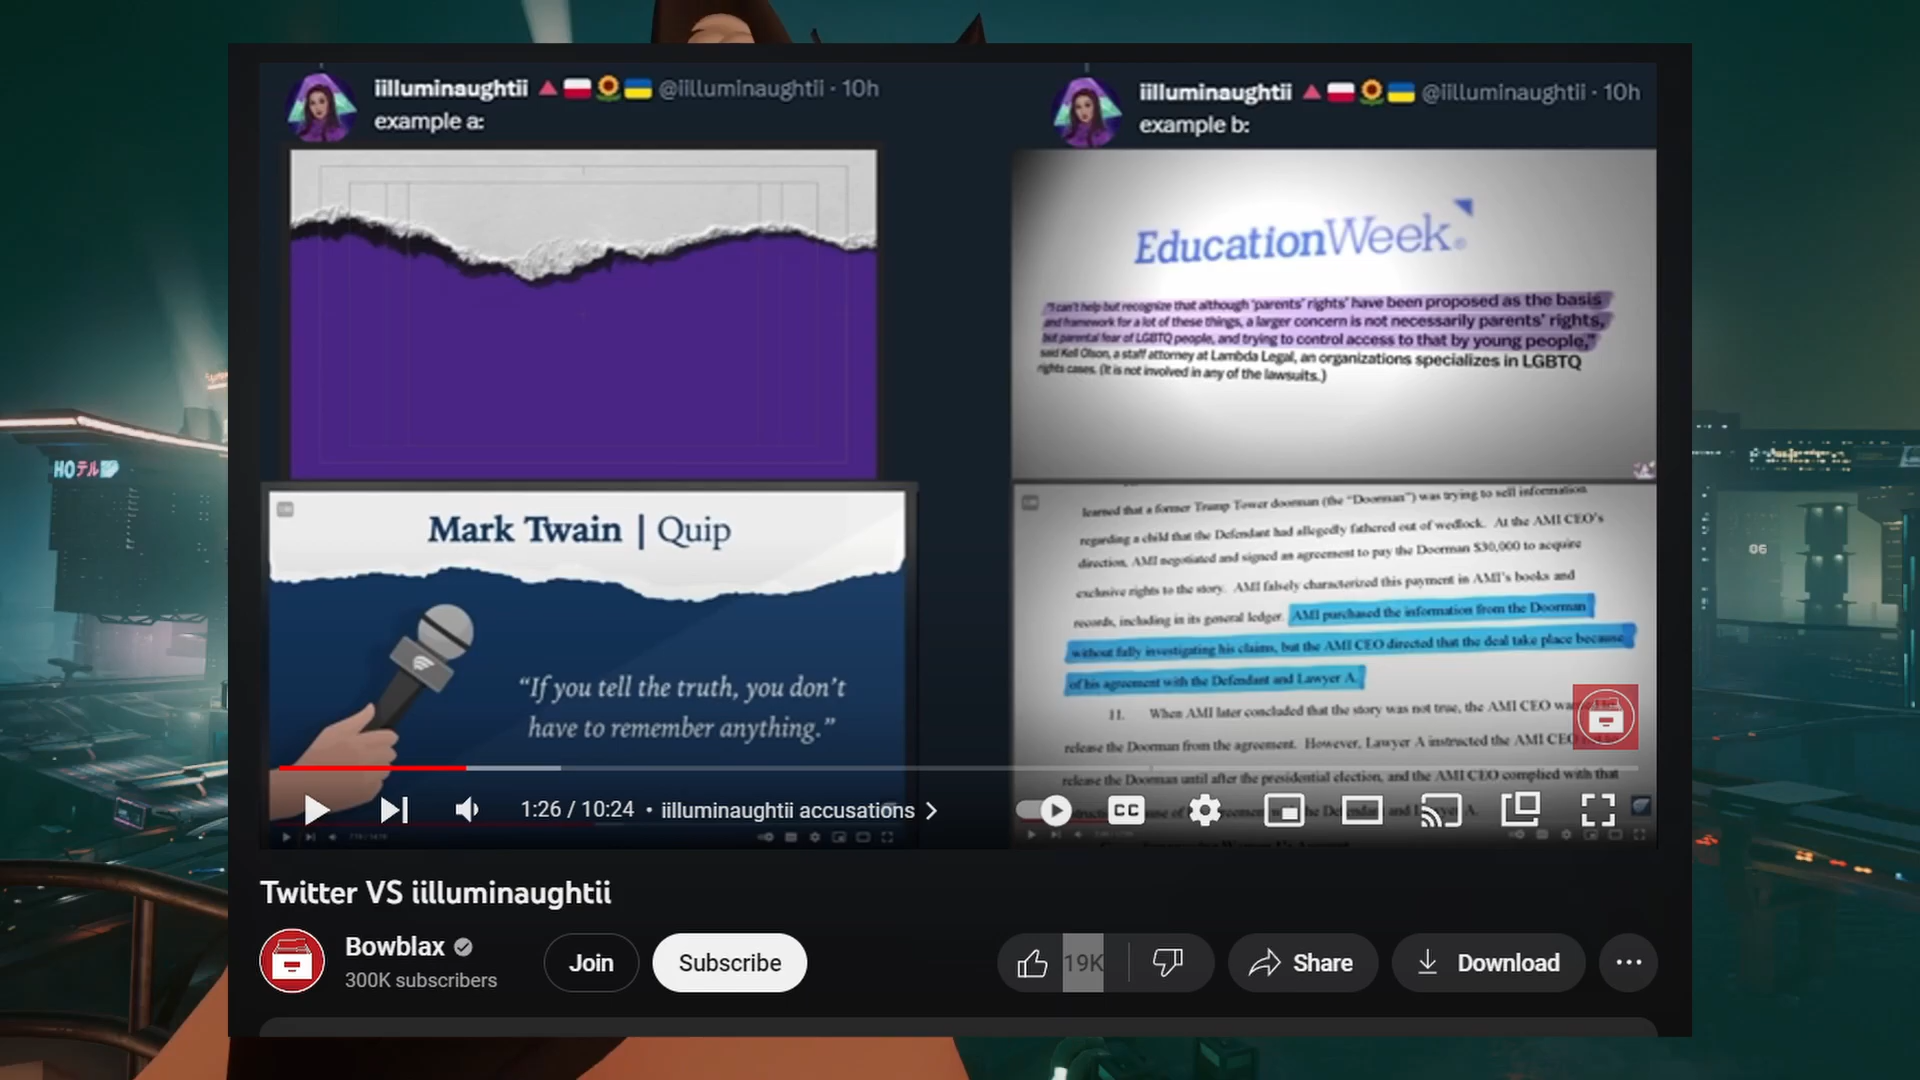 iilluminaughtii @iilluminaughtii · 10h
example a:
iilluminaughtii @iilluminaughtii · 10h
example b:
EducationWeek®
"I can't help but recognize that although 'parents' rights' have been proposed as the basis
and framework for a lot of these things, a larger concern is not necessarily parents' rights,
but parental fear of LGBTQ people, and trying to control access to that by young people,"
said Kell Olson, a staff attorney at Lambda Legal, an organizations specializes in LGBTQ
rights cases. (It is not involved in any of the lawsuits.)
Mark Twain | Quip
“If you tell the truth, you don’t
have to remember anything.”
learned that a former Trump Tower doorman (the “Doorman”) was trying to sell information
regarding a child that the Defendant had allegedly fathered out of wedlock. At the AMI CEO’s
direction, AMI negotiated and signed an agreement to pay the Doorman $30,000 to acquire
exclusive rights to the story. AMI falsely characterized this payment in AMI’s books and
records, including in its general ledger. AMI purchased the information from the Doorman
without fully investigating his claims, but the AMI CEO directed that the deal take place because
of his agreement with the Defendant and Lawyer A.
11. When AMI later concluded that the story was not true, the AMI CEO
release the Doorman from the agreement. However, Lawyer A instructed the AMI CEO
release the Doorman until after the presidential election, and the AMI CEO complied with that
1:26 / 10:24 • iilluminaughtii accusations
CC
Twitter VS iilluminaughtii
Bowblax
300K subscribers
Join
Subscribe
19K
Share
Download
HOテル
06